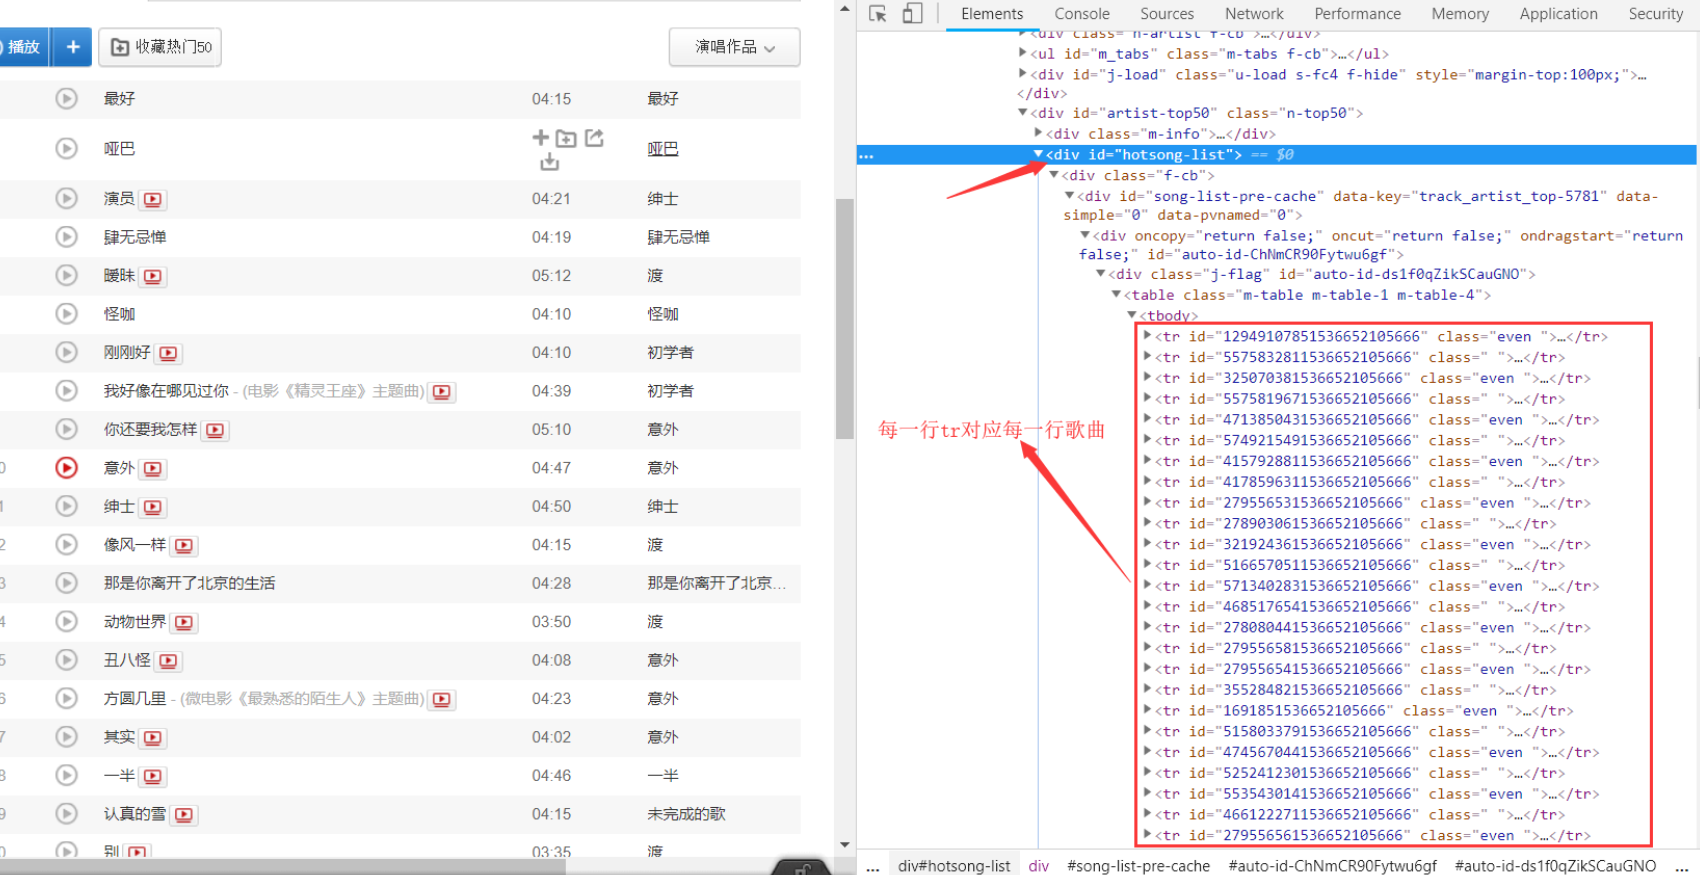 播放 + 收藏热门50 演唱作品
最好 04:15 最好
哑巴 哑巴
演员 04:21 绅士
肆无忌惮 04:19 肆无忌惮
暧昧 05:12 渡
怪咖 04:10 怪咖
刚刚好 04:10 初学者
我好像在哪见过你 - (电影《精灵王座》主题曲) 04:39 初学者
你还要我怎样 05:10 意外
0 意外 04:47 意外
1 绅士 04:50 绅士
2 像风一样 04:15 渡
3 那是你离开了北京的生活 04:28 那是你离开了北京...
4 动物世界 03:50 渡
5 丑八怪 04:08 意外
6 方圆几里 - (微电影《最熟悉的陌生人》主题曲) 04:23 意外
7 其实 04:02 意外
8 一半 04:46 一半
9 认真的雪 04:15 未完成的歌
0 别 03:35 渡
Elements Console Sources Network Performance Memory Application Security
<div class="n-artist f-cb">…</div>
<ul id="m_tabs" class="m-tabs f-cb">…</ul>
<div id="j-load" class="u-load s-fc4 f-hide" style="margin-top:100px;">…
</div>
<div id="artist-top50" class="n-top50">
<div class="m-info">…</div>
... <div id="hotsong-list"> == $0
<div class="f-cb">
<div id="song-list-pre-cache" data-key="track_artist_top-5781" data-
simple="0" data-pvnamed="0">
<div oncopy="return false;" oncut="return false;" ondragstart="return
false;" id="auto-id-ChNmCR90Fytwu6gf">
<div class="j-flag" id="auto-id-ds1f0qZikSCauGNO">
<table class="m-table m-table-1 m-table-4">
<tbody>
<tr id="12949107851536652105666" class="even ">…</tr>
<tr id="5575832811536652105666" class=" ">…</tr>
<tr id="325070381536652105666" class="even ">…</tr>
<tr id="5575819671536652105666" class=" ">…</tr>
<tr id="4713850431536652105666" class="even ">…</tr>
每一行tr对应每一行歌曲
<tr id="5749215491536652105666" class=" ">…</tr>
<tr id="4157928811536652105666" class="even ">…</tr>
<tr id="4178596311536652105666" class=" ">…</tr>
<tr id="279556531536652105666" class="even ">…</tr>
<tr id="278903061536652105666" class=" ">…</tr>
<tr id="321924361536652105666" class="even ">…</tr>
<tr id="5166570511536652105666" class=" ">…</tr>
<tr id="5713402831536652105666" class="even ">…</tr>
<tr id="4685176541536652105666" class=" ">…</tr>
<tr id="278080441536652105666" class="even ">…</tr>
<tr id="279556581536652105666" class=" ">…</tr>
<tr id="279556541536652105666" class="even ">…</tr>
<tr id="355284821536652105666" class=" ">…</tr>
<tr id="1691851536652105666" class="even ">…</tr>
<tr id="5158033791536652105666" class=" ">…</tr>
<tr id="4745670441536652105666" class="even ">…</tr>
<tr id="5252412301536652105666" class=" ">…</tr>
<tr id="5535430141536652105666" class="even ">…</tr>
<tr id="4661222711536652105666" class=" ">…</tr>
<tr id="279556561536652105666" class="even ">…</tr>
... div#hotsong-list div #song-list-pre-cache #auto-id-ChNmCR90Fytwu6gf #auto-id-ds1f0qZikSCauGNO ...